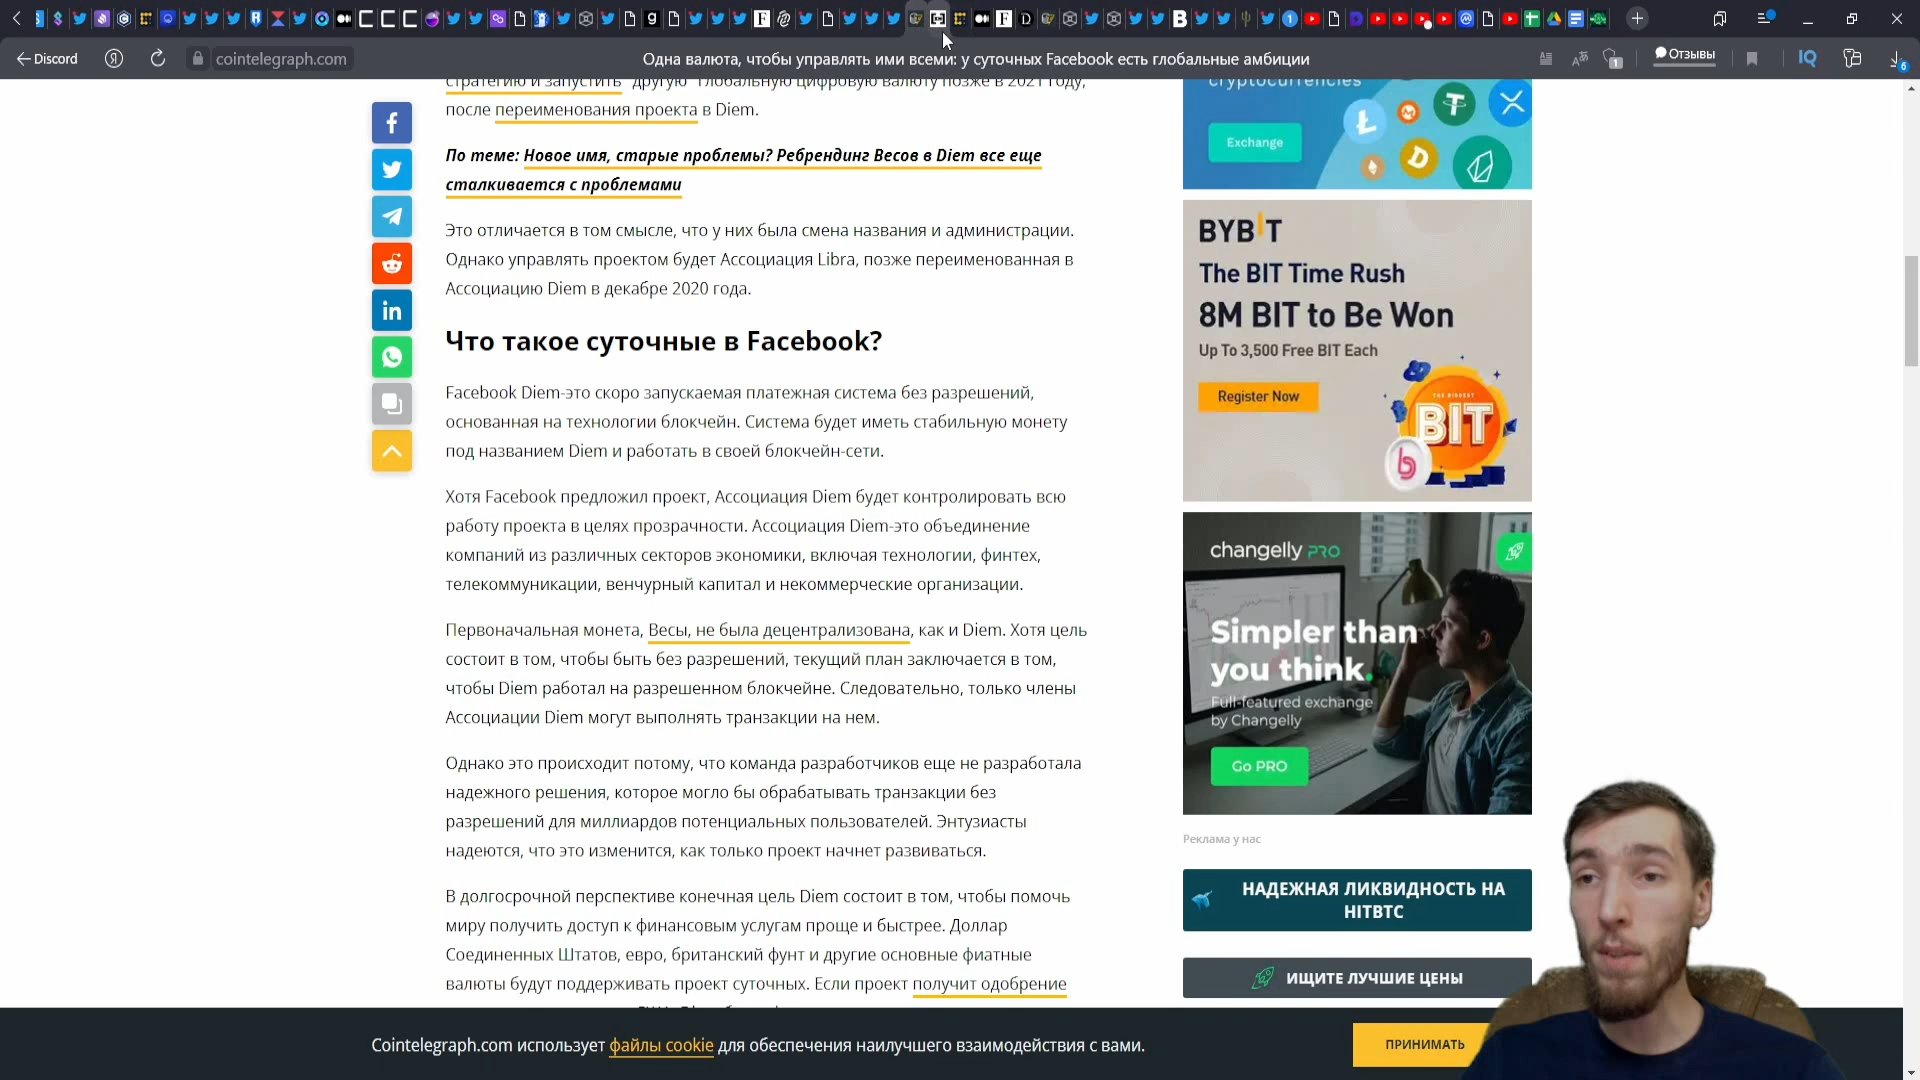 Discord
cointelegraph.com
Одна валюта, чтобы управлять ими всеми: у суточных Facebook есть глобальные амбиции
Отзывы
стратегию и запустить "другую" глобальную цифровую валюту позже в 2021 году,
после переименования проекта в Diem.
По теме: Новое имя, старые проблемы? Ребрендинг Весов в Diem все еще
сталкивается с проблемами
Это отличается в том смысле, что у них была смена названия и администрации.
Однако управлять проектом будет Ассоциация Libra, позже переименованная в
Ассоциацию Diem в декабре 2020 года.
Что такое суточные в Facebook?
Facebook Diem-это скоро запускаемая платежная система без разрешений,
основанная на технологии блокчейн. Система будет иметь стабильную монету
под названием Diem и работать в своей блокчейн-сети.
Хотя Facebook предложил проект, Ассоциация Diem будет контролировать всю
работу проекта в целях прозрачности. Ассоциация Diem-это объединение
компаний из различных секторов экономики, включая технологии, финтех,
телекоммуникации, венчурный капитал и некоммерческие организации.
Первоначальная монета, Весы, не была децентрализована, как и Diem. Хотя цель
состоит в том, чтобы быть без разрешений, текущий план заключается в том,
чтобы Diem работал на разрешенном блокчейне. Следовательно, только члены
Ассоциации Diem могут выполнять транзакции на нем.
Однако это происходит потому, что команда разработчиков еще не разработала
надежного решения, которое могло бы обрабатывать транзакции без
разрешений для миллиардов потенциальных пользователей. Энтузиасты
надеются, что это изменится, как только проект начнет развиваться.
В долгосрочной перспективе конечная цель Diem состоит в том, чтобы помочь
миру получить доступ к финансовым услугам проще и быстрее. Доллар
Соединенных Штатов, евро, британский фунт и другие основные фиатные
валюты будут поддерживать проект суточных. Если проект получит одобрение
cryptocurrencies
Exchange
BYBIT
The BIT Time Rush
8M BIT to Be Won
Up To 3,500 Free BIT Each
Register Now
BIT
changelly PRO
Simpler than
you think.
Full-featured exchange
by Changelly
Go PRO
Реклама у нас
НАДЕЖНАЯ ЛИКВИДНОСТЬ НА
HITBTC
ИЩИТЕ ЛУЧШИЕ ЦЕНЫ
Cointelegraph.com использует файлы cookie для обеспечения наилучшего взаимодействия с вами.
ПРИНИМАТЬ